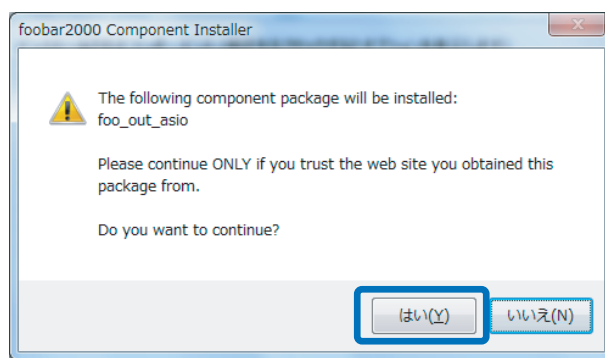 foobar2000 Component Installer
The following component package will be installed:
foo_out_asio
Please continue ONLY if you trust the web site you obtained this
package from.
Do you want to continue?
はい(Y) いいえ(N)